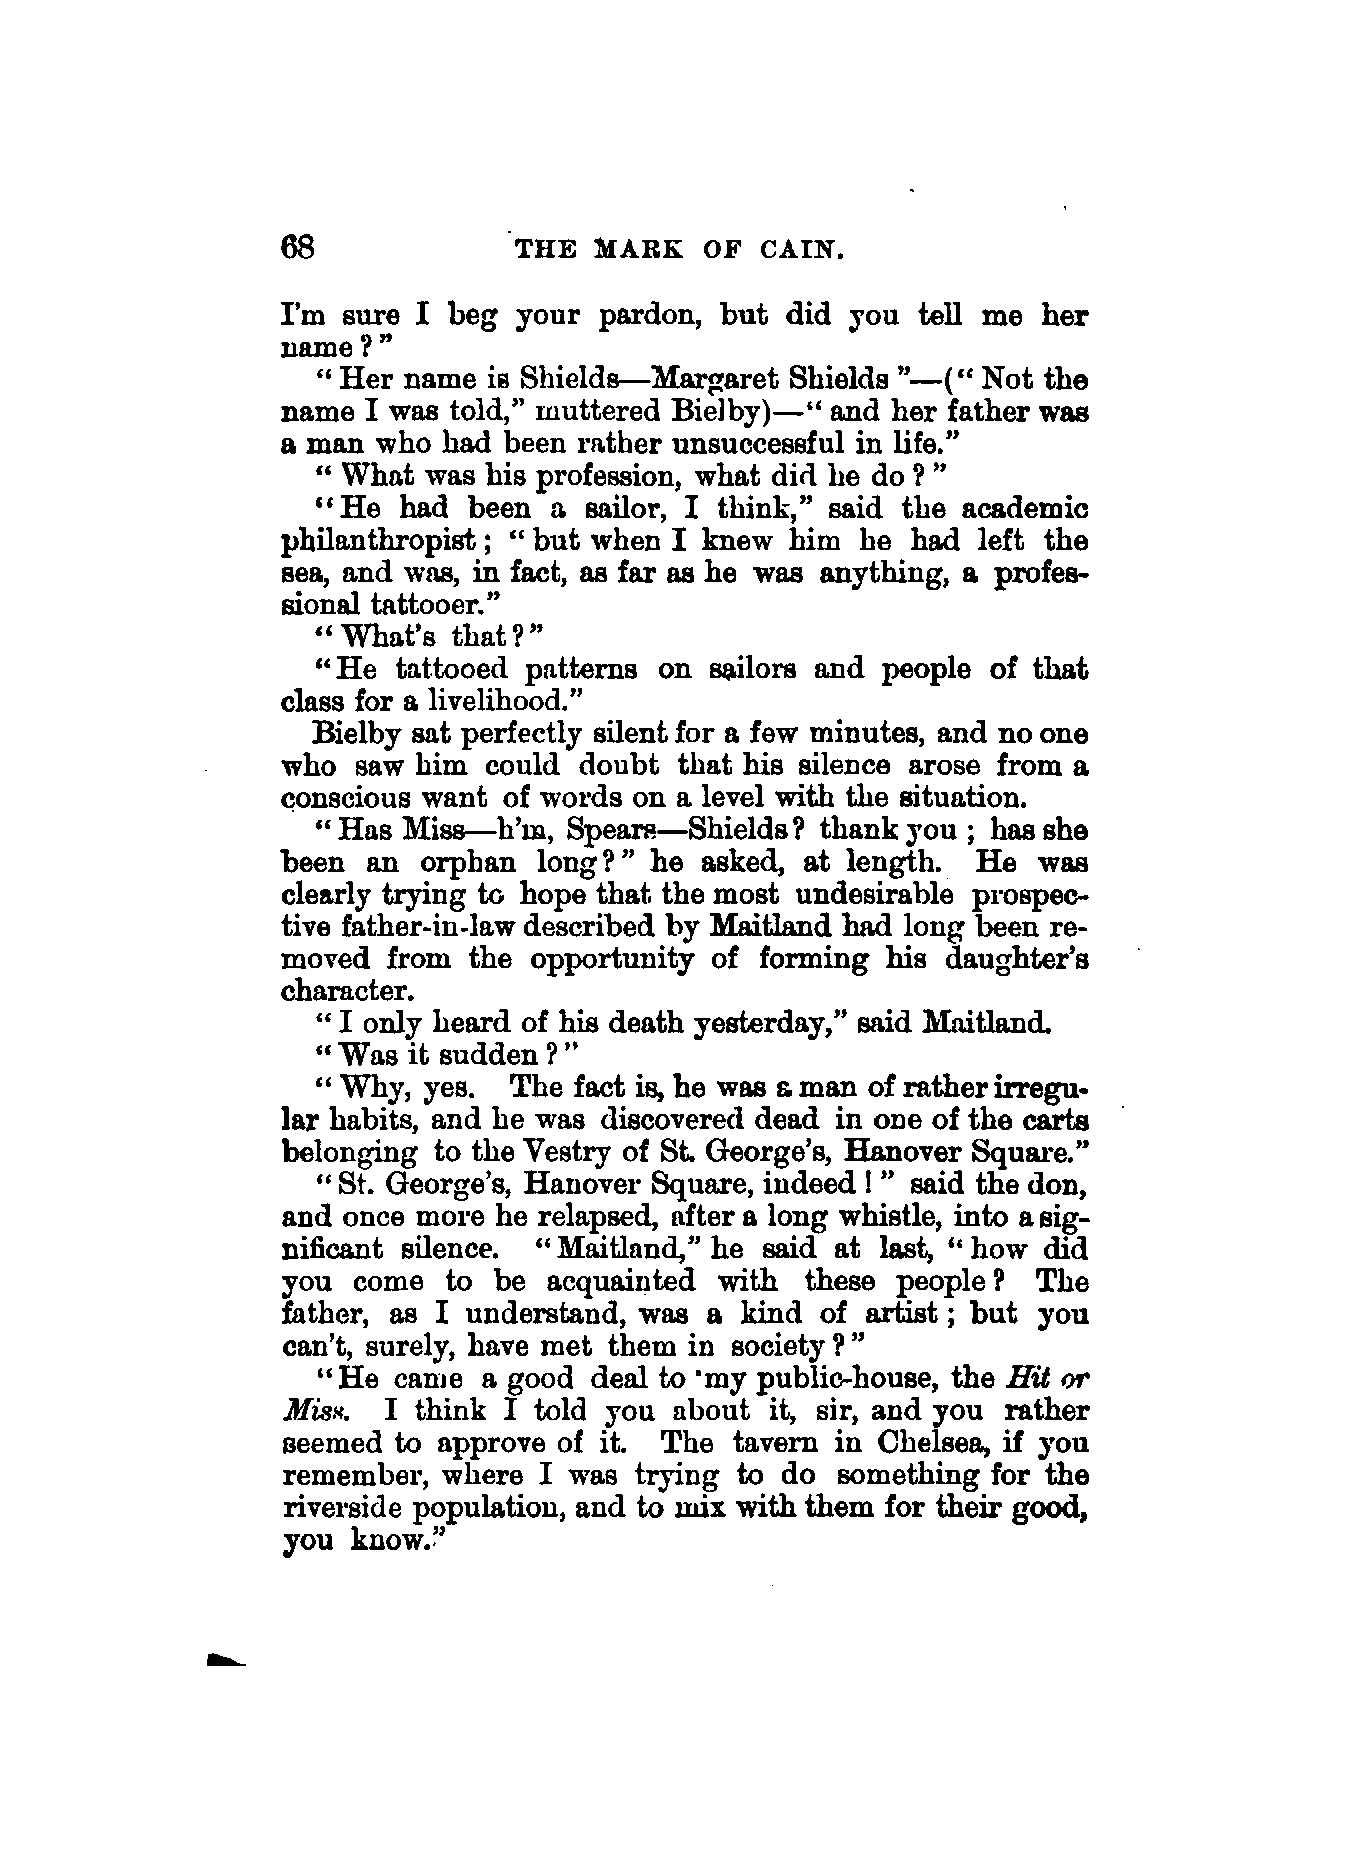 68 THE MARK OF CAIN.
I'm sure I beg your pardon, but did you tell me her
name?"
"Her name is Shields—Margaret Shields"—("Not the
name I was told," muttered Bielby)—"and her father was
a man who had been rather unsuccessful in life."
"What was his profession, what did he do?"
"He had been a sailor, I think," said the academic
philanthropist; "but when I knew him he had left the
sea, and was, in fact, as far as he was anything, a profes-
sional tattooer."
"What's that?"
"He tattooed patterns on sailors and people of that
class for a livelihood."
Bielby sat perfectly silent for a few minutes, and no one
who saw him could doubt that his silence arose from a
conscious want of words on a level with the situation.
"Has Miss—h'm, Spears—Shields? thank you; has she
been an orphan long?" he asked, at length. He was
clearly trying to hope that the most undesirable prospec-
tive father-in-law described by Maitland had long been re-
moved from the opportunity of forming his daughter's
character.
"I only heard of his death yesterday," said Maitland.
"Was it sudden?"
"Why, yes. The fact is, he was a man of rather irregu-
lar habits, and he was discovered dead in one of the carts
belonging to the Vestry of St. George's, Hanover Square."
"St. George's, Hanover Square, indeed!" said the don,
and once more he relapsed, after a long whistle, into a sig-
nificant silence. "Maitland," he said at last, "how did
you come to be acquainted with these people? The
father, as I understand, was a kind of artist; but you
can't, surely, have met them in society?"
"He came a good deal to my public-house, the Hit or
Miss. I think I told you about it, sir, and you rather
seemed to approve of it. The tavern in Chelsea, if you
remember, where I was trying to do something for the
riverside population, and to mix with them for their good,
you know."